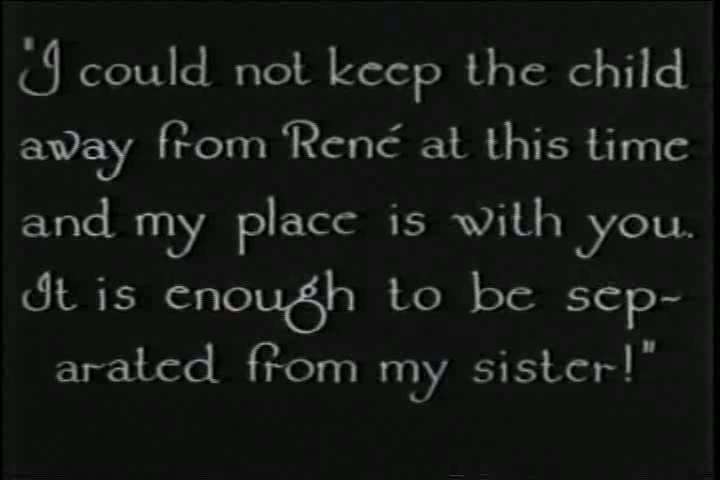 "I could not keep the child
away from René at this time
and my place is with you.
It is enough to be sep-
arated from my sister!"